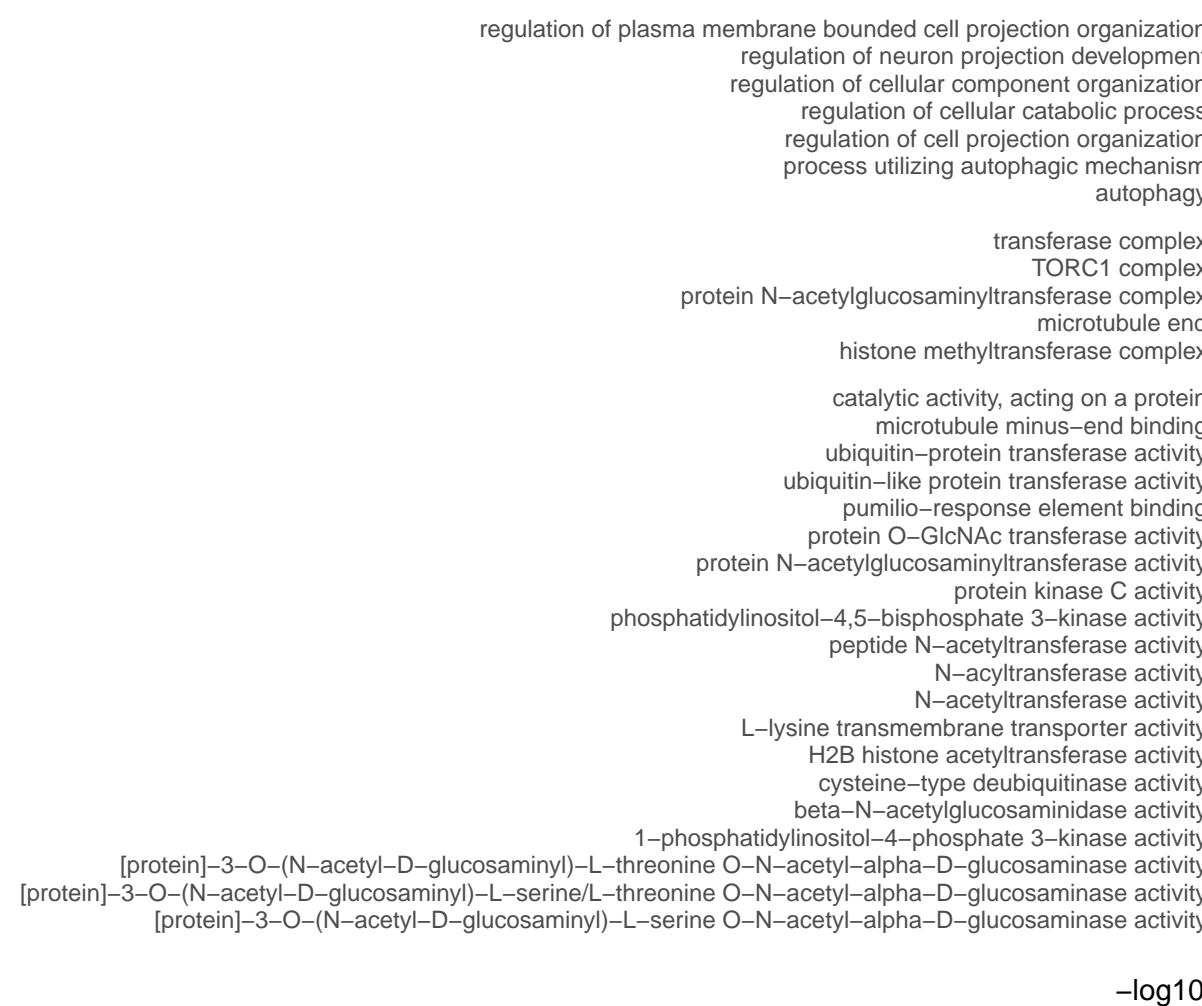 regulation of plasma membrane bounded cell projection organization
regulation of neuron projection development
regulation of cellular component organization
regulation of cellular catabolic process
regulation of cell projection organization
process utilizing autophagic mechanism
autophagy
transferase complex
TORC1 complex
protein N−acetylglucosaminyltransferase complex
microtubule end
histone methyltransferase complex
catalytic activity, acting on a protein
microtubule minus−end binding
ubiquitin−protein transferase activity
ubiquitin−like protein transferase activity
pumilio−response element binding
protein O−GlcNAc transferase activity
protein N−acetylglucosaminyltransferase activity
protein kinase C activity
phosphatidylinositol−4,5−bisphosphate 3−kinase activity
peptide N−acetyltransferase activity
N−acyltransferase activity
N−acetyltransferase activity
L−lysine transmembrane transporter activity
H2B histone acetyltransferase activity
cysteine−type deubiquitinase activity
beta−N−acetylglucosaminidase activity
1−phosphatidylinositol−4−phosphate 3−kinase activity
[protein]−3−O−(N−acetyl−D−glucosaminyl)−L−threonine O−N−acetyl−alpha−D−glucosaminase activity
[protein]−3−O−(N−acetyl−D−glucosaminyl)−L−serine/L−threonine O−N−acetyl−alpha−D−glucosaminase activity
[protein]−3−O−(N−acetyl−D−glucosaminyl)−L−serine O−N−acetyl−alpha−D−glucosaminase activity
−log10